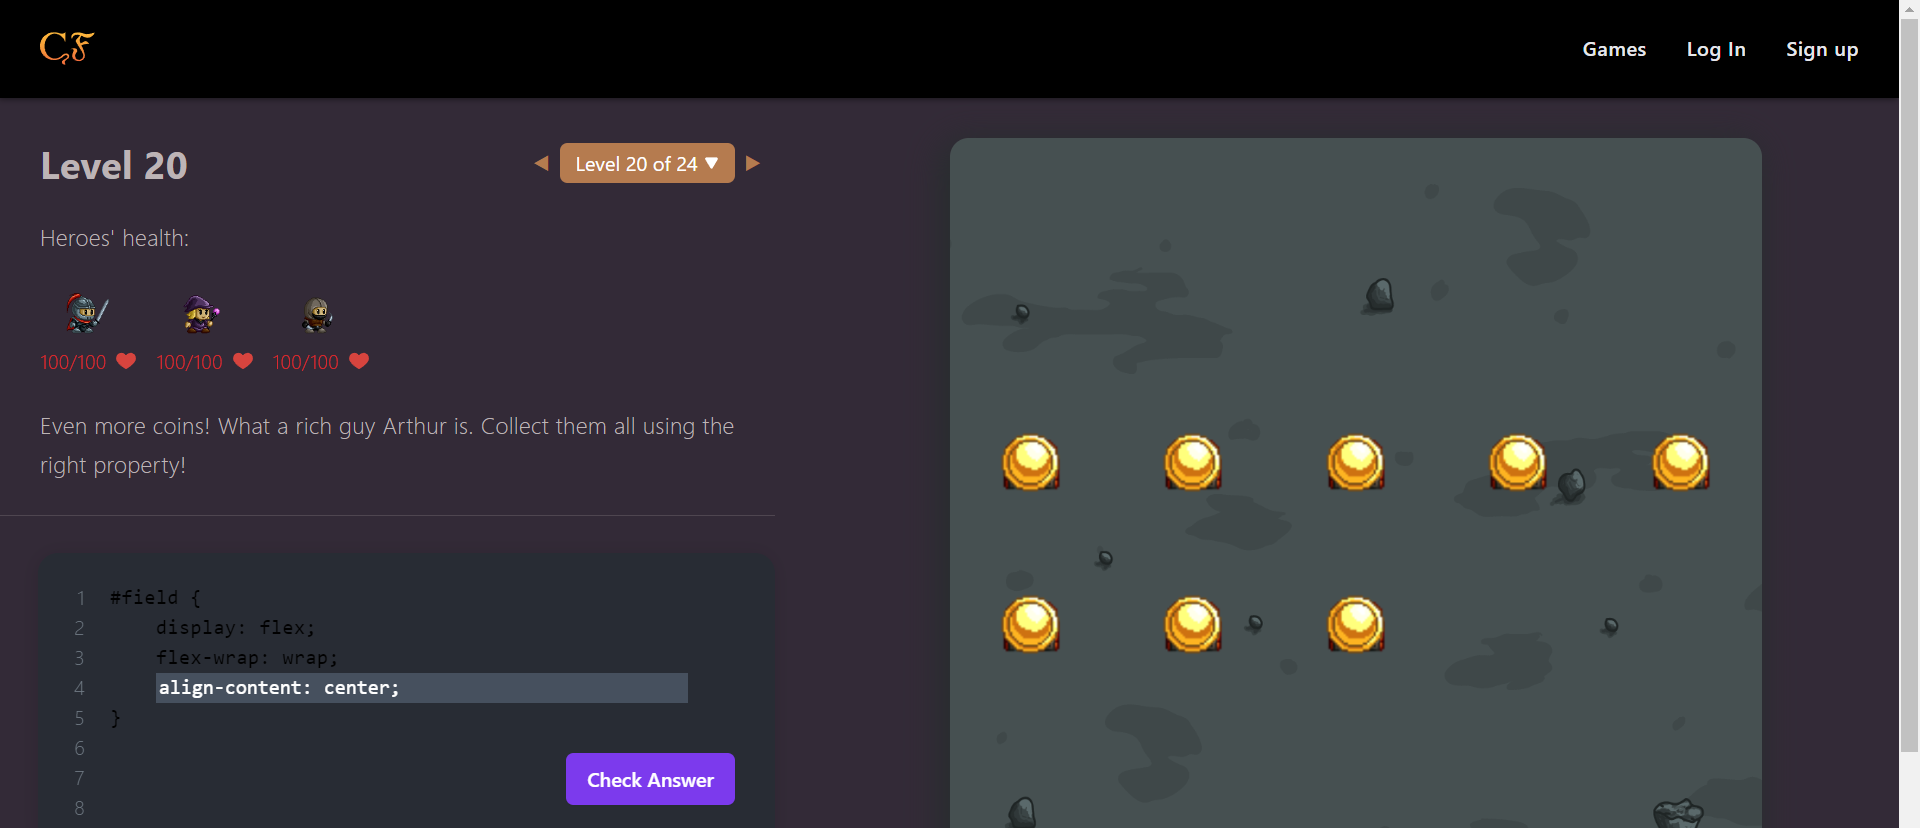 CF
Games Log In Sign up
Level 20
Level 20 of 24 ▼
Heroes' health:
100/100 100/100 100/100
Even more coins! What a rich guy Arthur is. Collect them all using the
right property!
1 #field {
2 display: flex;
3 flex-wrap: wrap;
4 align-content: center;
5 }
6
7
8
Check Answer